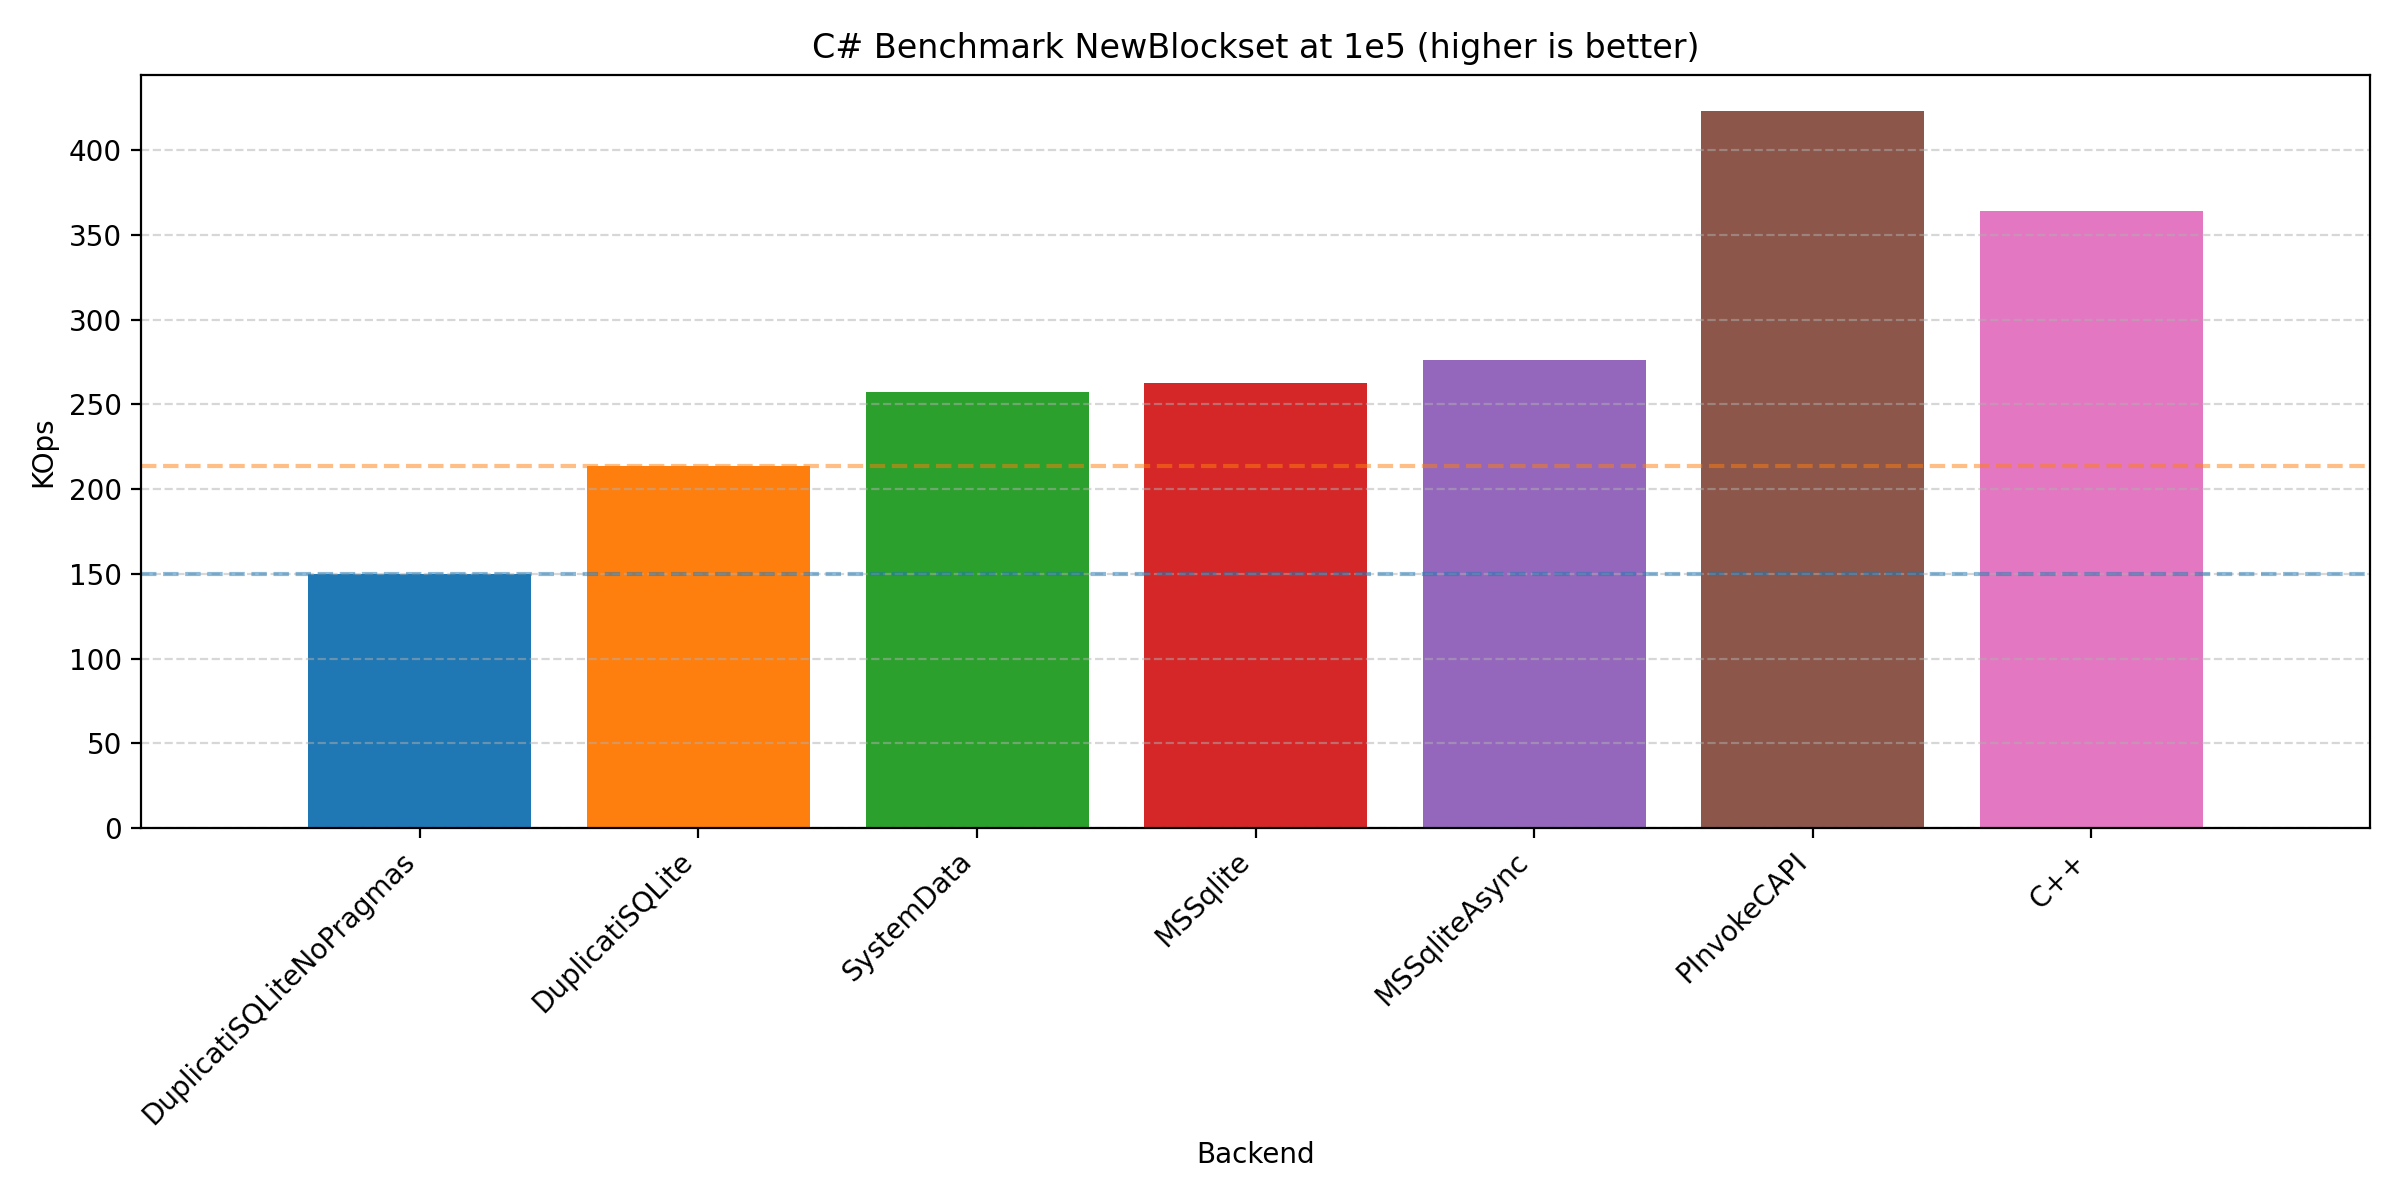 C# Benchmark NewBlockset at 1e5 (higher is better)
KOps
400
350
300
250
200
150
100
50
0
DuplicatiSQLiteNoPragmas
DuplicatiSQLite
SystemData
MSSqlite
MSSqliteAsync
PInvokeCAPI
C++
Backend